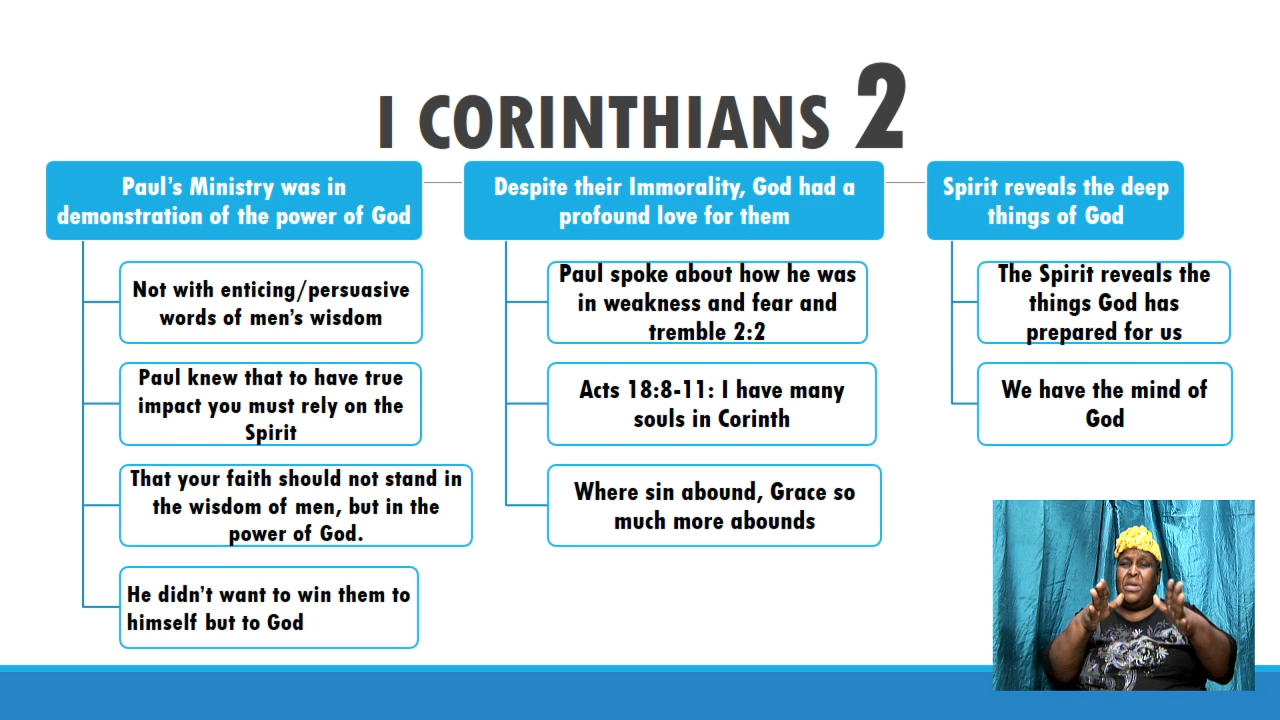 I CORINTHIANS 2
Paul's Ministry was in
demonstration of the power of God
Not with enticing/persuasive
words of men's wisdom
Paul knew that to have true
impact you must rely on the
Spirit
That your faith should not stand in
the wisdom of men, but in the
power of God.
He didn't want to win them to
himself but to God
Despite their Immorality, God had a
profound love for them
Paul spoke about how he was
in weakness and fear and
tremble 2:2
Acts 18:8-11: I have many
souls in Corinth
Where sin abound, Grace so
much more abounds
Spirit reveals the deep
things of God
The Spirit reveals the
things God has
prepared for us
We have the mind of
God